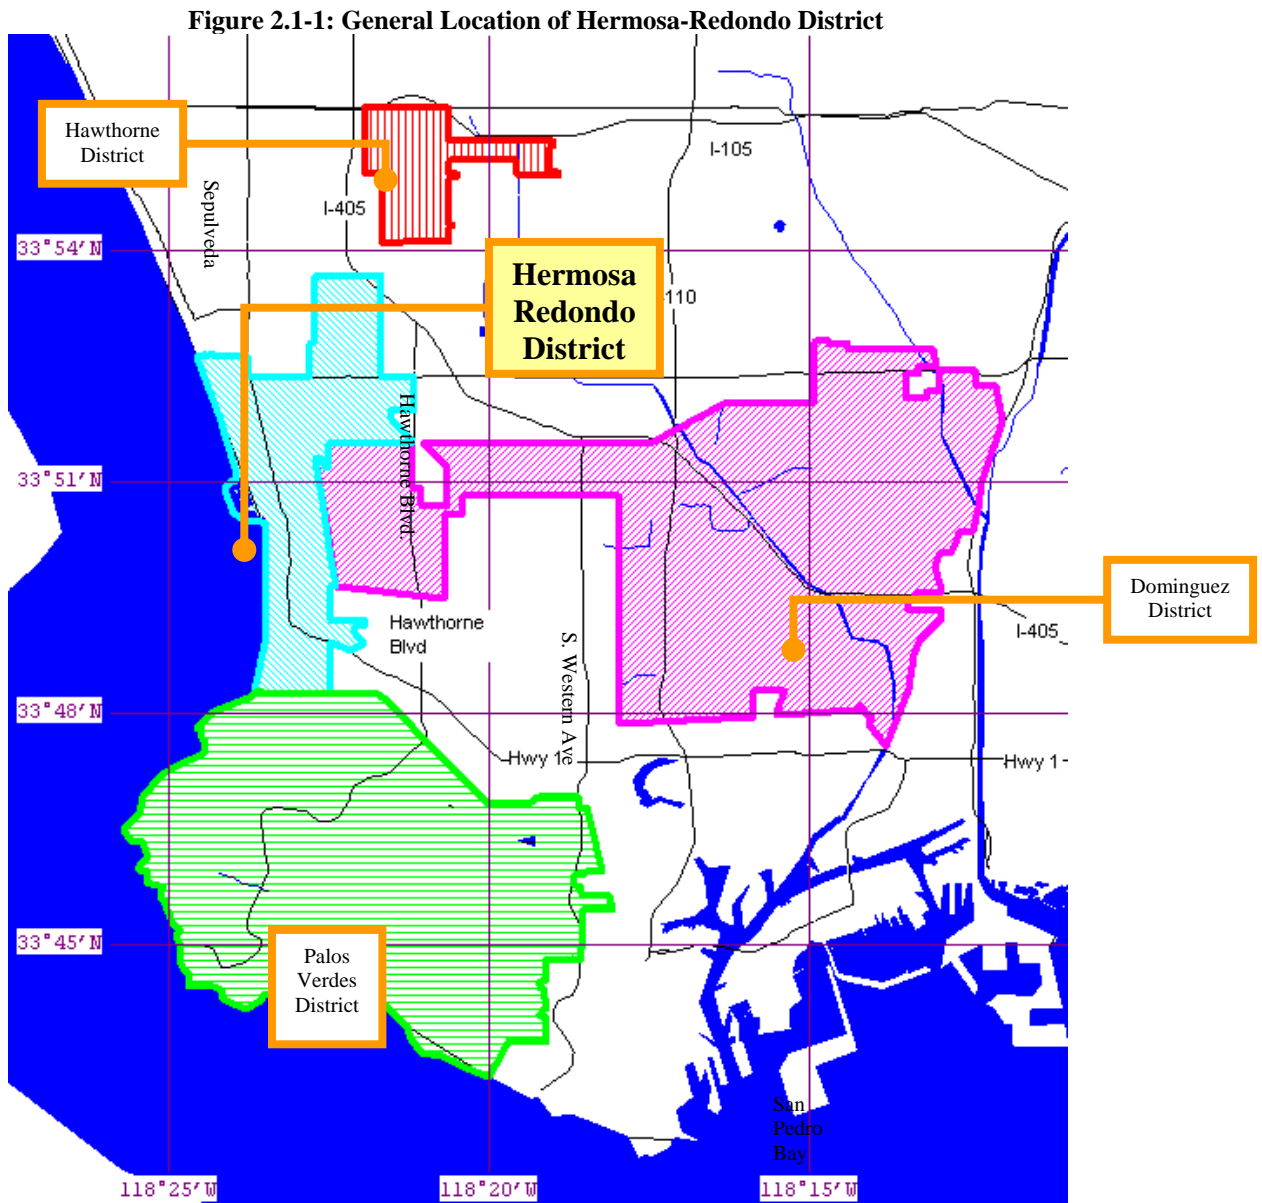 Figure 2.1-1: General Location of Hermosa-Redondo District
Hawthorne
District
I-105
Sepulveda
I-405
33°54'N
Hermosa
Redondo
District
-110
Hawthorne Blvd.
33°51'N
Dominguez
District
Hawthorne
Blvd
I-405
S. Western Ave
33°48'N
Hwy 1
Hwy 1
33°45'N
Palos
Verdes
District
San
Pedro
Bay
118°25'W
118°20'W
118°15'W